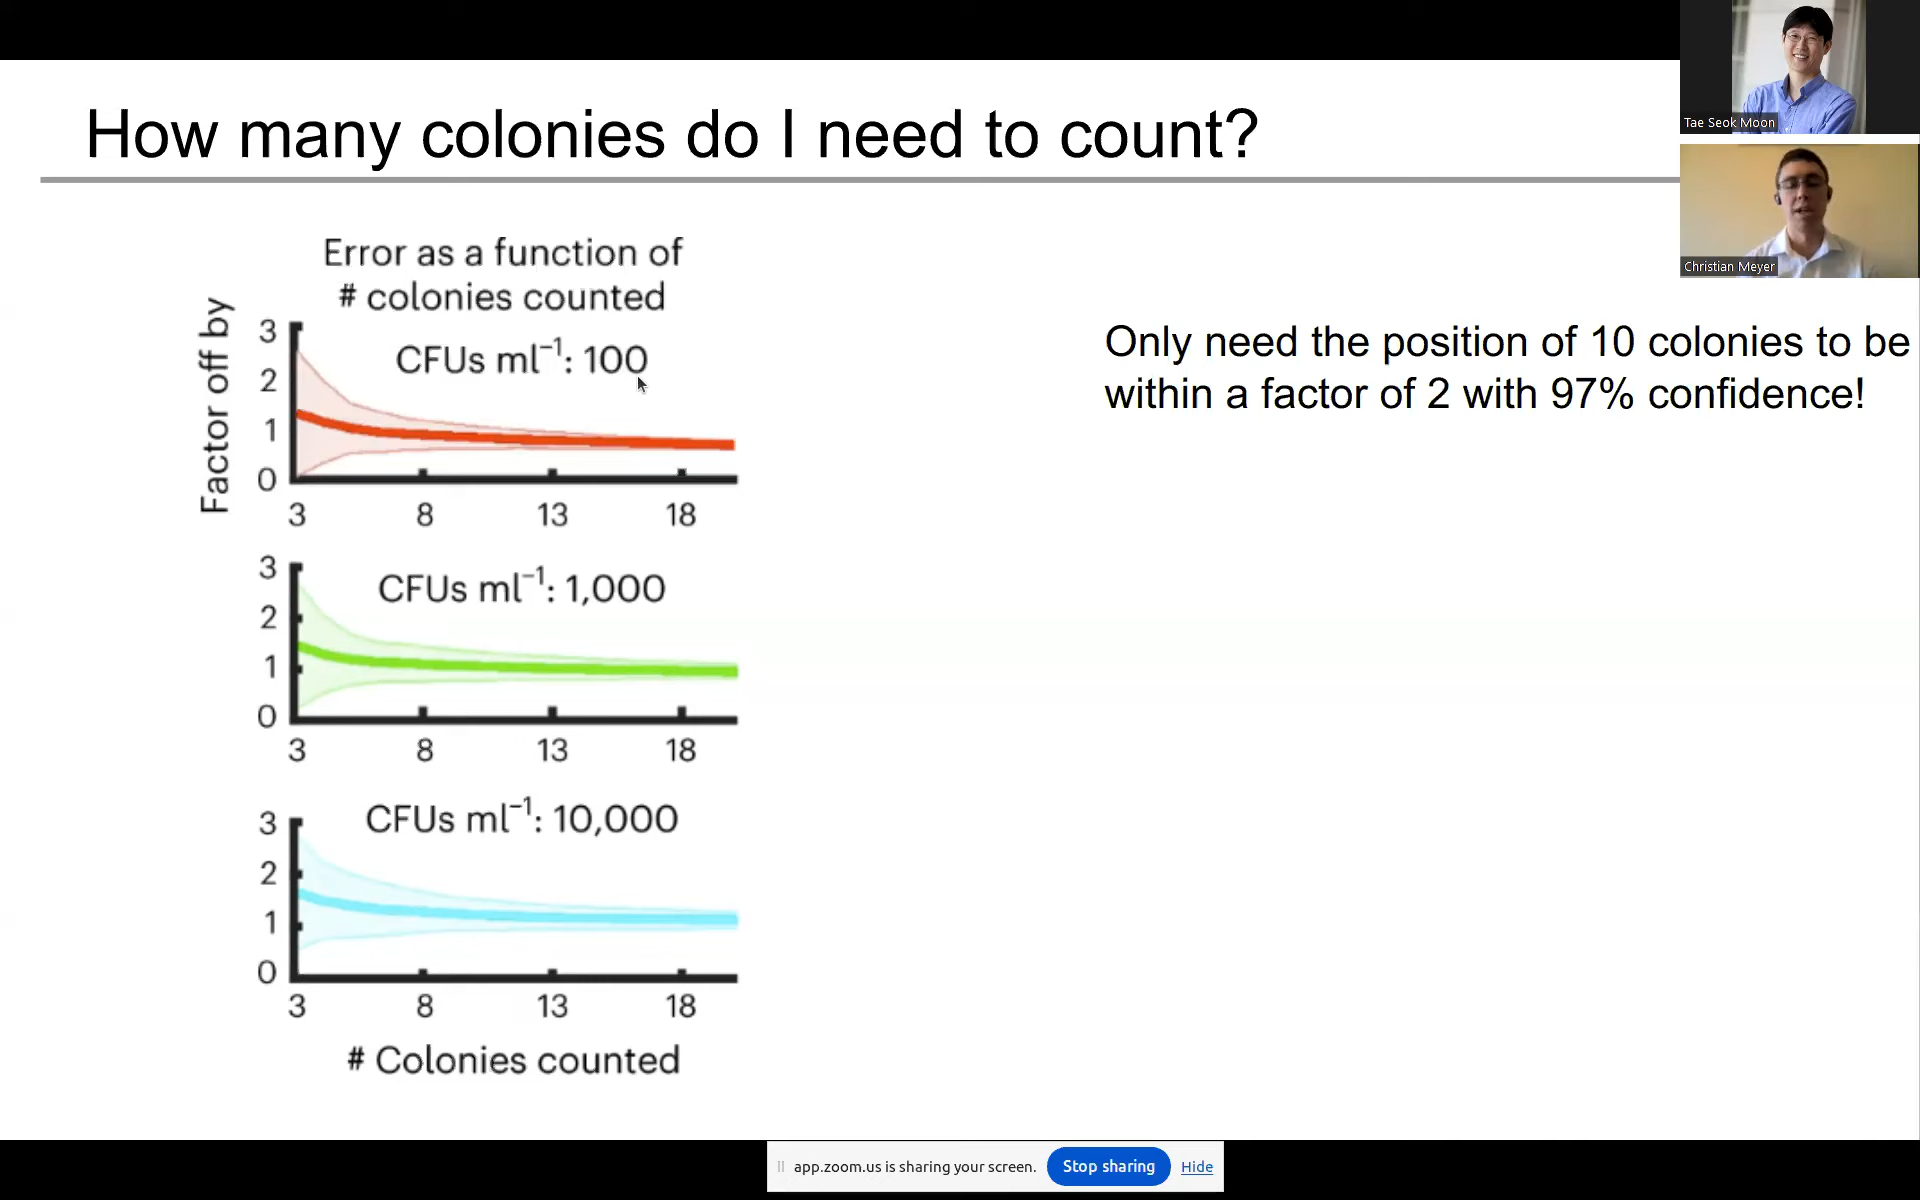 How many colonies do I need to count?
Tae Seok Moon
Christian Meyer
Error as a function of
# colonies counted
Factor off by
CFUs ml⁻¹: 100
3
2
1
0
3 8 13 18
CFUs ml⁻¹: 1,000
3
2
1
0
3 8 13 18
CFUs ml⁻¹: 10,000
3
2
1
0
3 8 13 18
# Colonies counted
Only need the position of 10 colonies to be
within a factor of 2 with 97% confidence!
app.zoom.us is sharing your screen. Stop sharing Hide